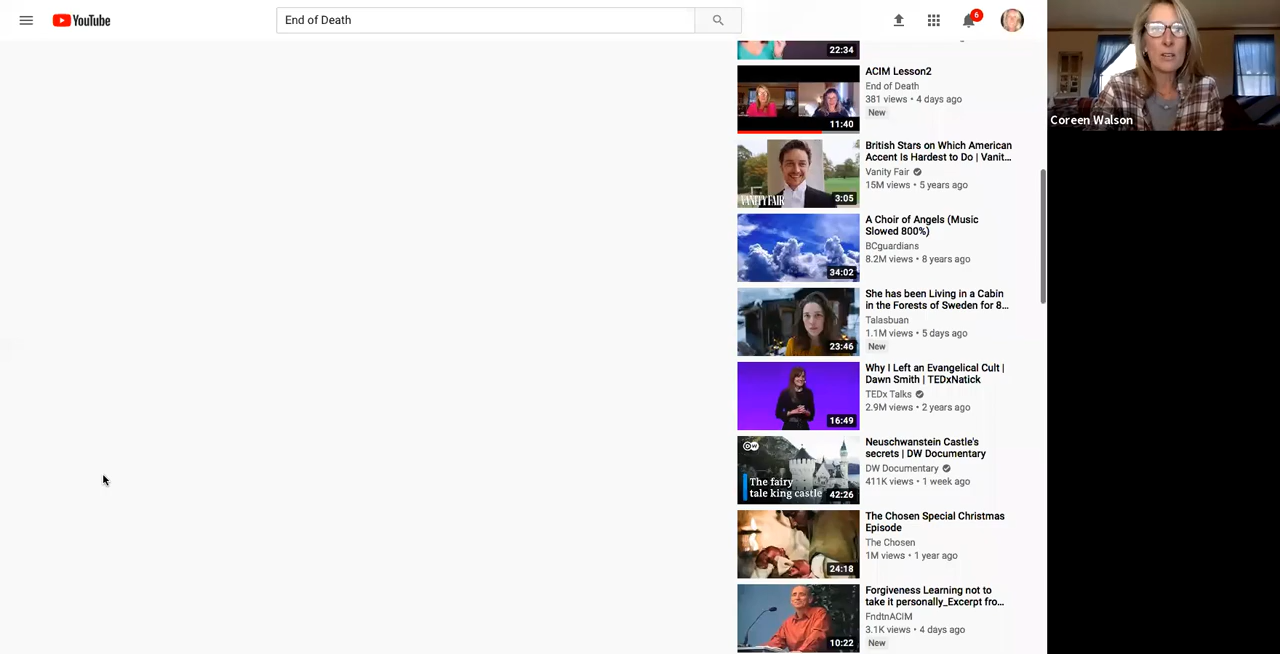 YouTube
End of Death
6
22:34
ACIM Lesson2
End of Death
381 views • 4 days ago
New
11:40
British Stars on Which American
Accent Is Hardest to Do | Vanit...
Vanity Fair
15M views • 5 years ago
VANITY FAIR
3:05
A Choir of Angels (Music
Slowed 800%)
BCguardians
8.2M views • 8 years ago
34:02
She has been Living in a Cabin
in the Forests of Sweden for 8...
Talasbuan
1.1M views • 5 days ago
New
23:46
Why I Left an Evangelical Cult |
Dawn Smith | TEDxNatick
TEDx Talks
2.9M views • 2 years ago
16:49
Neuschwanstein Castle's
secrets | DW Documentary
DW Documentary
411K views • 1 week ago
DW
The fairy
tale king castle
42:26
The Chosen Special Christmas
Episode
The Chosen
1M views • 1 year ago
24:18
Forgiveness Learning not to
take it personally_Excerpt fro...
FndtnACIM
3.1K views • 4 days ago
New
10:22
Coreen Walson